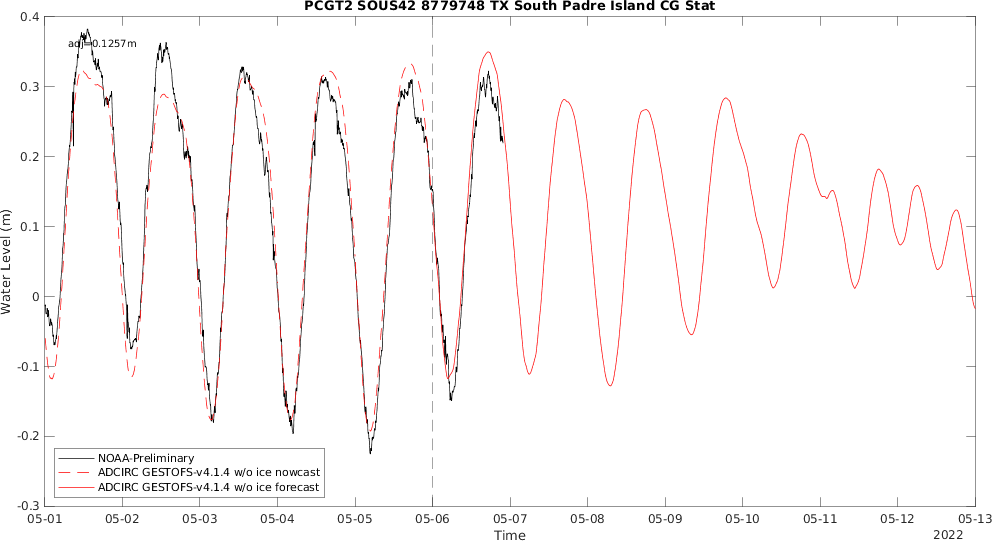 PCGT2 SOUS42 8779748 TX South Padre Island CG Stat
adj=0.1257m
0.4
0.3
0.2
0.1
0
-0.1
-0.2
-0.3
Water Level (m)
NOAA-Preliminary
ADCIRC GESTOFS-v4.1.4 w/o ice nowcast
ADCIRC GESTOFS-v4.1.4 w/o ice forecast
05-01 05-02 05-03 05-04 05-05 05-06 05-07 05-08 05-09 05-10 05-11 05-12 05-13
Time
2022